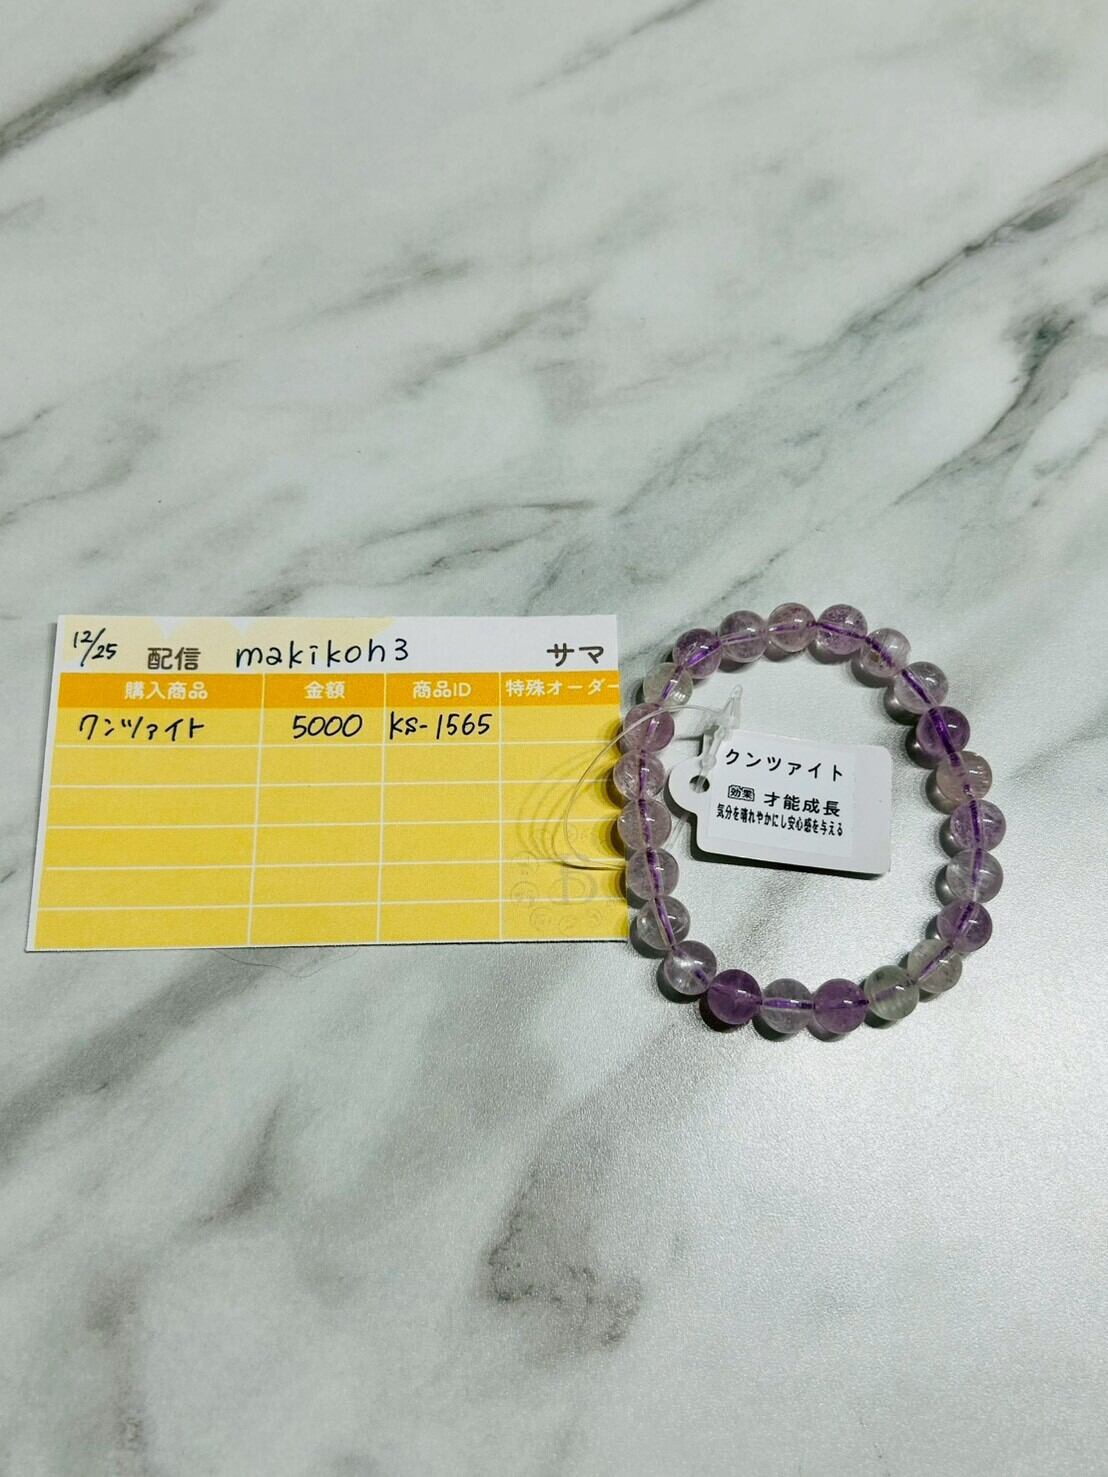 12/25 配信 makikoh3 サマ
購入商品 金額 商品ID 特殊オーダー
クンツァイト 5000 KS-1565
クンツァイト
効果 才能成長
気分を晴れやかにし安心感を与える